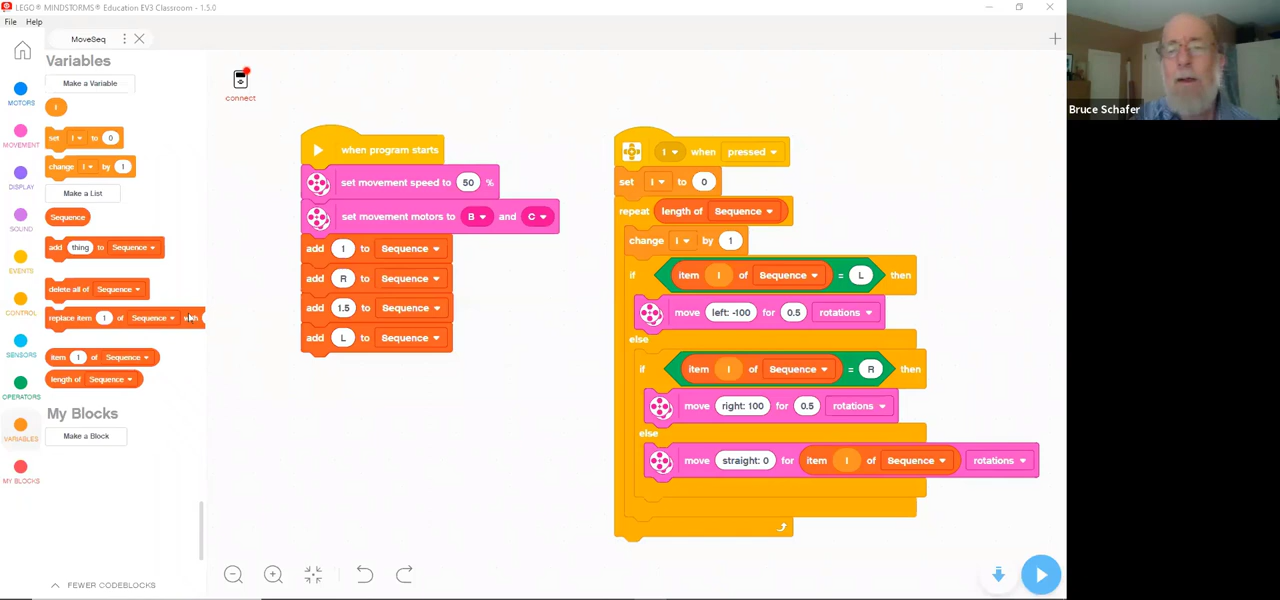 LEGO® MINDSTORMS® Education EV3 Classroom - 1.5.0
File Help
MoveSeq
Variables
Make a Variable
I
set I to 0
change I by 1
Make a List
Sequence
add thing to Sequence
delete all of Sequence
replace item 1 of Sequence with
item 1 of Sequence
length of Sequence
My Blocks
Make a Block
FEWER CODEBLOCKS
MOTORS
MOVEMENT
DISPLAY
SOUND
EVENTS
CONTROL
SENSORS
OPERATORS
VARIABLES
MY BLOCKS
connect
when program starts
set movement speed to 50 %
set movement motors to B and C
add 1 to Sequence
add R to Sequence
add 1.5 to Sequence
add L to Sequence
when pressed
set I to 0
repeat length of Sequence
change I by 1
if item I of Sequence = L then
move left: -100 for 0.5 rotations
else
if item I of Sequence = R then
move right: 100 for 0.5 rotations
else
move straight: 0 for item I of Sequence rotations
Bruce Schafer